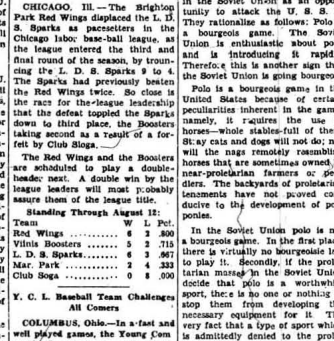 CHICAGO, ILL. — The Brighton
Park Red Wings displaced the L. D.
S. Sparks as pacesetters in the
Chicago labor base-ball league, as
the league entered the third and
final round of the season, by troun-
cing the L. D. S. Sparks 9 to 4.
The Sparks had previously beaten
the Red Wings twice. So close is
the race for the league leadership
that the defeat toppled the Sparks
down to third place, the Boosters
taking second as a result of a for-
feit by Club Sloga.
The Red Wings and the Boosters
are scheduled to play a double-
header next. A double win by the
league leaders will most probably
assure them of the league title.
Standing Through August 12:
Team W L Pct.
Red Wings 6 2 .800
Vilnis Boosters 5 2 .715
L. D. S. Sparks 6 3 .667
Mar. Park 2 4 .333
Club Soga 0 8 .000
Y. C. L. Baseball Team Challenges
All Comers
COLUMBUS, Ohio.—In a fast and
well played games, the Young Com
in the Soviet Union as an oppor
tunity to attack the U. S. S.
They rationalise as follows: Polo
a bourgeois game. The Sovi
Union is enthusiastic about po
and is introducing it rapid
Therefore this is another sign th
the Soviet Union is going bourgeo
Polo is a bourgeois game in t
United States because of certa
peculiarities inherent in the gam
namely, it requires the use
horses—whole stables-full of the
Stray cats and dogs will not do; n
will the nags remotely resembli
horses that are sometimes owned
near-proletarian farmers or pe
dlers. The backyards of proletaria
tenements have not proved co
ducive to the development of po
ponies.
In the Soviet Union polo is n
a bourgeois game. In the first plac
there is virtually no bourgeoisie le
to play it. Secondly, if the prol
tarian masses in the Soviet Uni
decide that polo is a worthwhi
sport, there is no one or nothing
stop them from developing th
necessary equipment for it. T
very fact that a type of sport whic
is admittedly denied to the prol